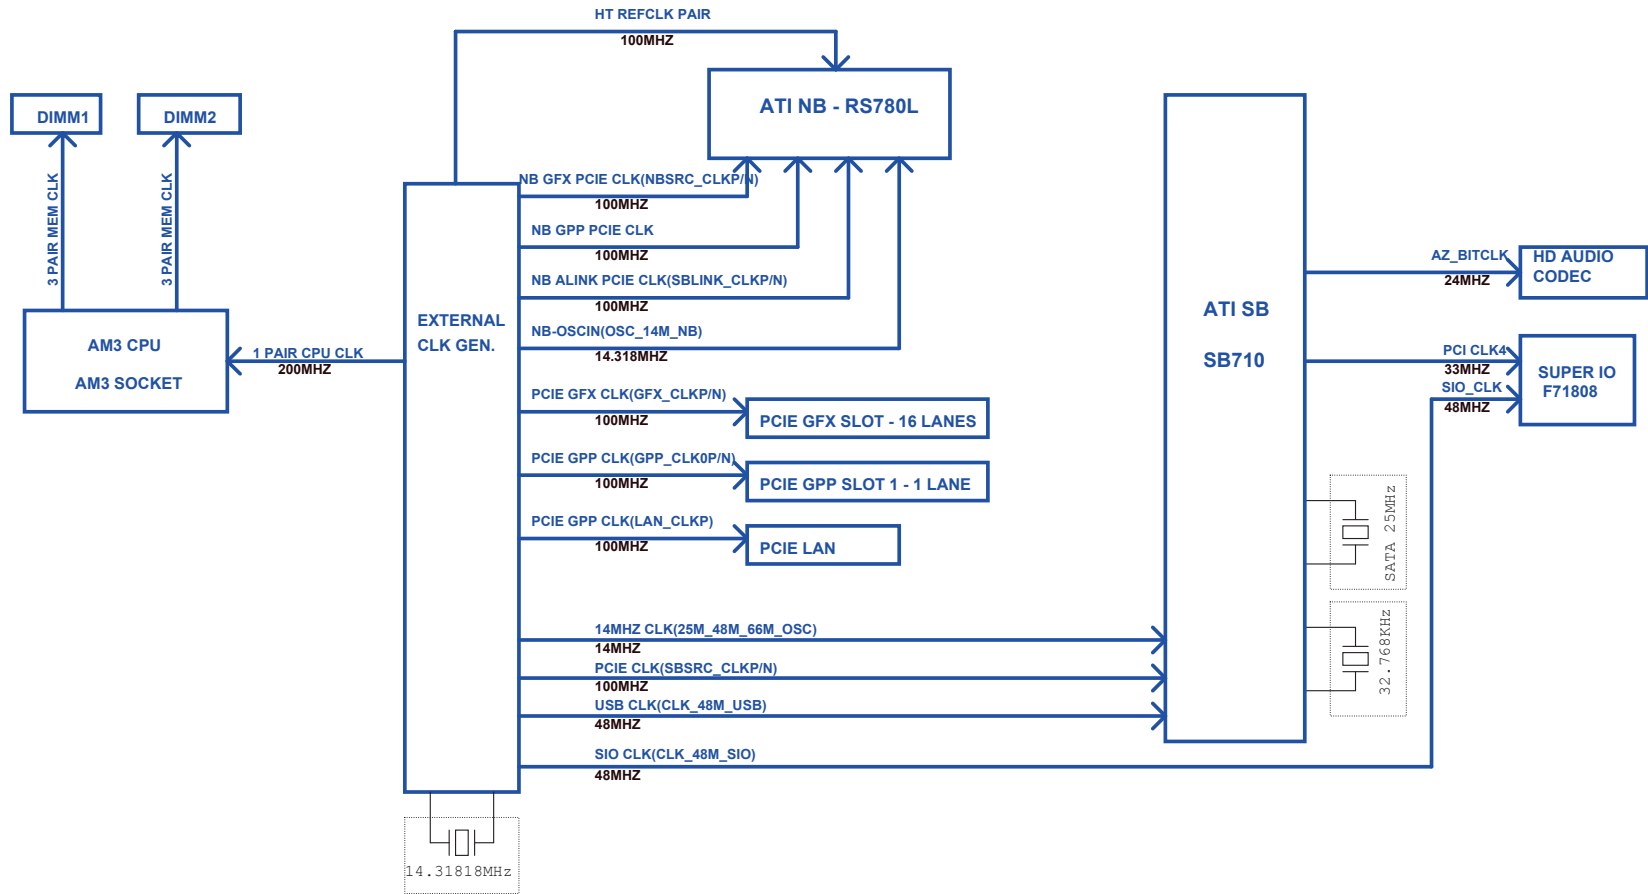 HT REFCLK PAIR
100MHZ
ATI NB - RS780L
DIMM1
DIMM2
3 PAIR MEM CLK
3 PAIR MEM CLK
AM3 CPU
AM3 SOCKET
1 PAIR CPU CLK
200MHZ
EXTERNAL
CLK GEN.
NB GFX PCIE CLK(NBSRC_CLKP/N)
100MHZ
NB GPP PCIE CLK
100MHZ
NB ALINK PCIE CLK(SBLINK_CLKP/N)
100MHZ
NB-OSCIN(OSC_14M_NB)
14.318MHZ
PCIE GFX CLK(GFX_CLKP/N)
100MHZ
PCIE GFX SLOT - 16 LANES
PCIE GPP CLK(GPP_CLK0P/N)
100MHZ
PCIE GPP SLOT 1 - 1 LANE
PCIE GPP CLK(LAN_CLKP)
100MHZ
PCIE LAN
14MHZ CLK(25M_48M_66M_OSC)
14MHZ
PCIE CLK(SBSRC_CLKP/N)
100MHZ
USB CLK(CLK_48M_USB)
48MHZ
SIO CLK(CLK_48M_SIO)
48MHZ
14.31818MHz
ATI SB
SB710
AZ_BITCLK
24MHZ
HD AUDIO
CODEC
PCI CLK4
33MHZ
SIO_CLK
48MHZ
SUPER IO
F71808
SATA 25MHz
32.768KHz